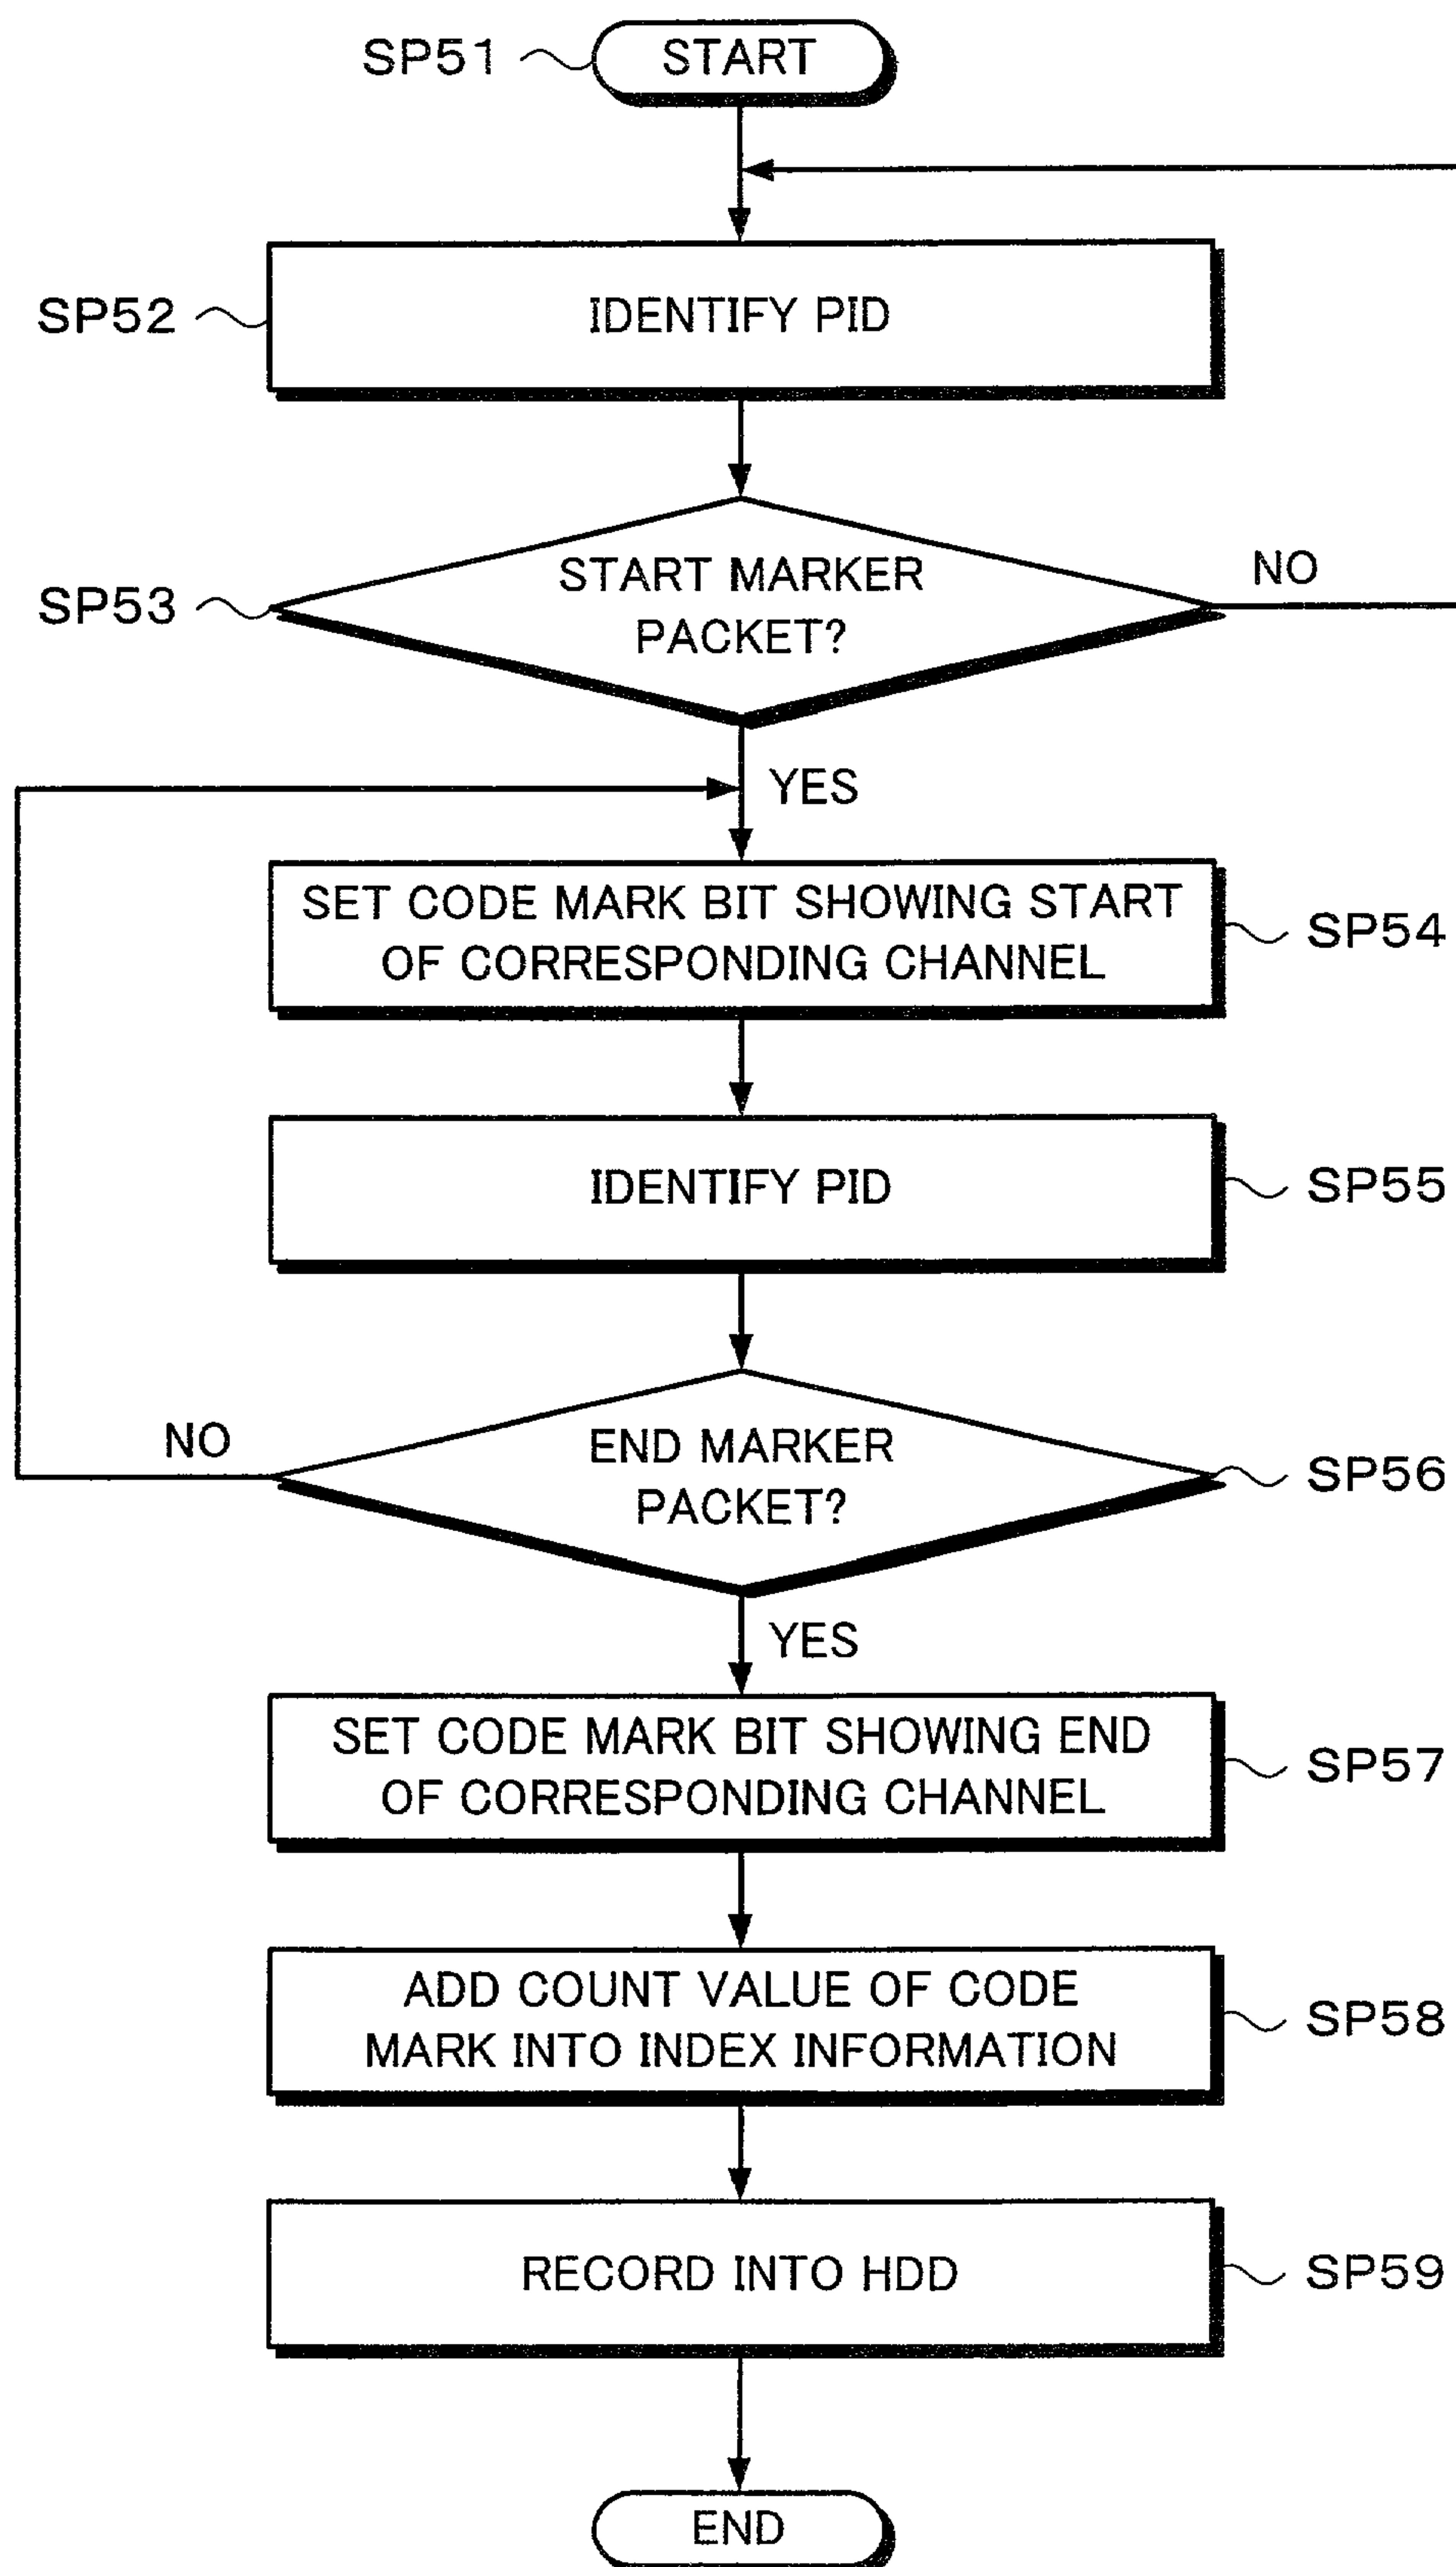 SP51
START
SP52
IDENTIFY PID
SP53
START MARKER
PACKET?
NO
YES
SET CODE MARK BIT SHOWING START
OF CORRESPONDING CHANNEL
SP54
IDENTIFY PID
SP55
NO
END MARKER
PACKET?
SP56
YES
SET CODE MARK BIT SHOWING END
OF CORRESPONDING CHANNEL
SP57
ADD COUNT VALUE OF CODE
MARK INTO INDEX INFORMATION
SP58
RECORD INTO HDD
SP59
END